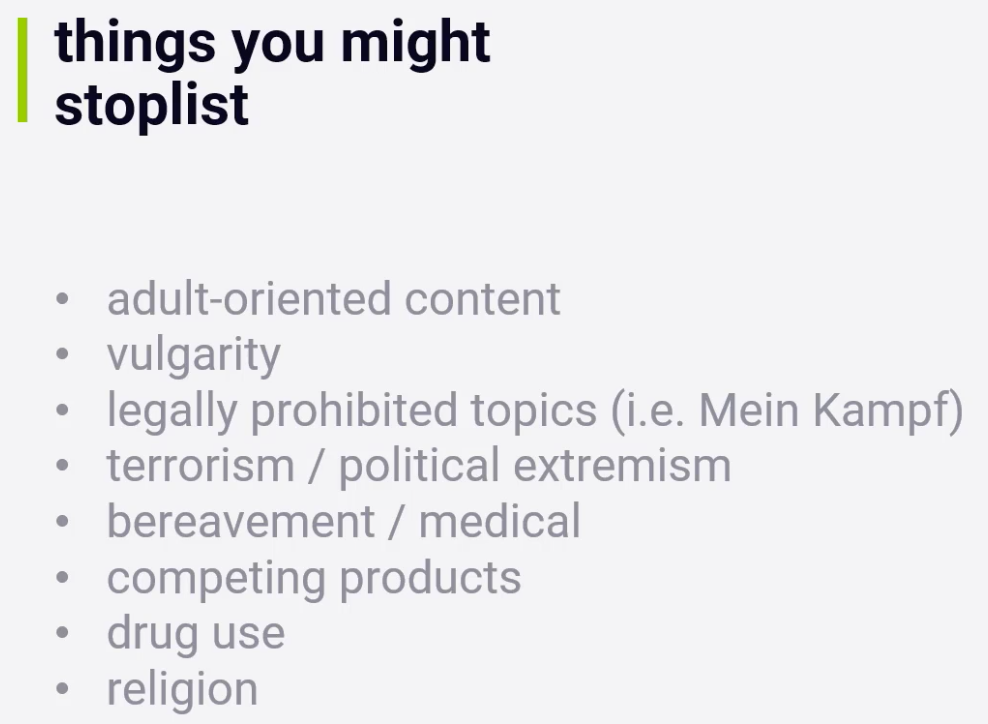 things you might
stoplist
• adult-oriented content
• vulgarity
• legally prohibited topics (i.e. Mein Kampf)
• terrorism / political extremism
• bereavement / medical
• competing products
• drug use
• religion